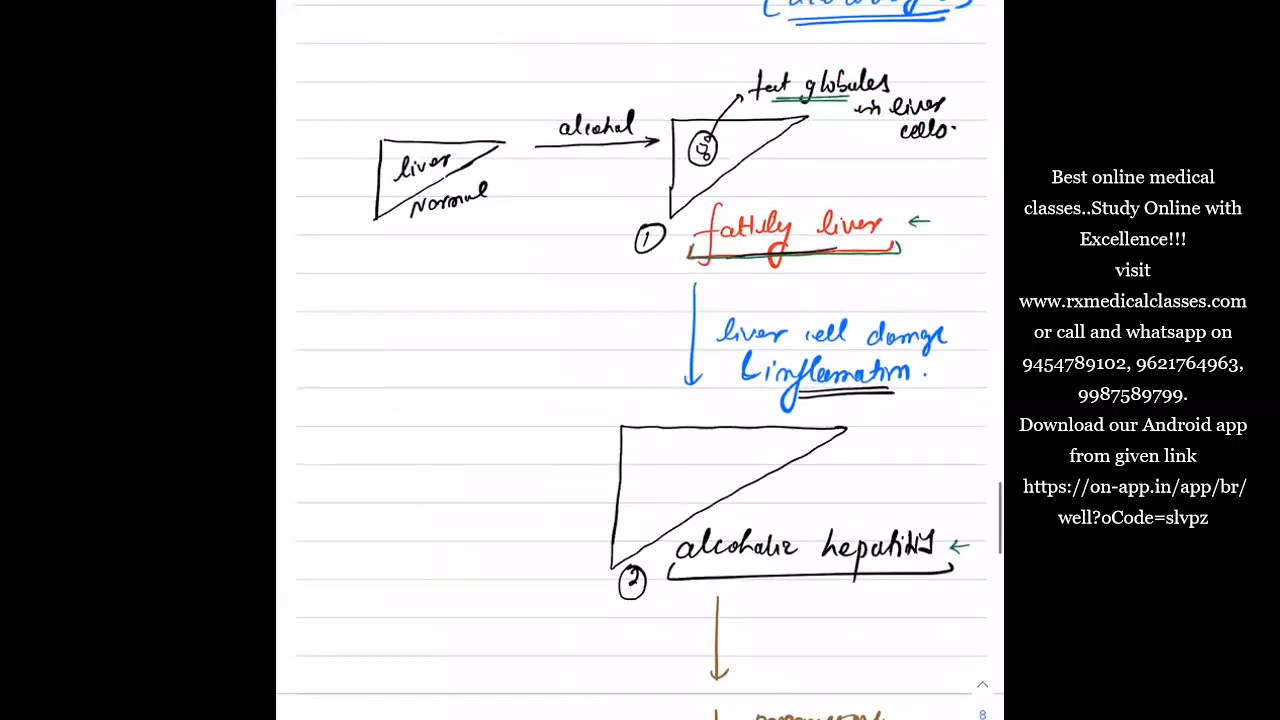 fat globules
in liver
cells.
alcohol
liver
Normal
1
fattily liver ←
liver cell damage
inflammation.
alcoholic hepatitis ←
2
8
Best online medical
classes..Study Online with
Excellence!!!
visit
www.rxmedicalclasses.com
or call and whatsapp on
9454789102, 9621764963,
9987589799.
Download our Android app
from given link
https://on-app.in/app/br/
well?oCode=slvpz